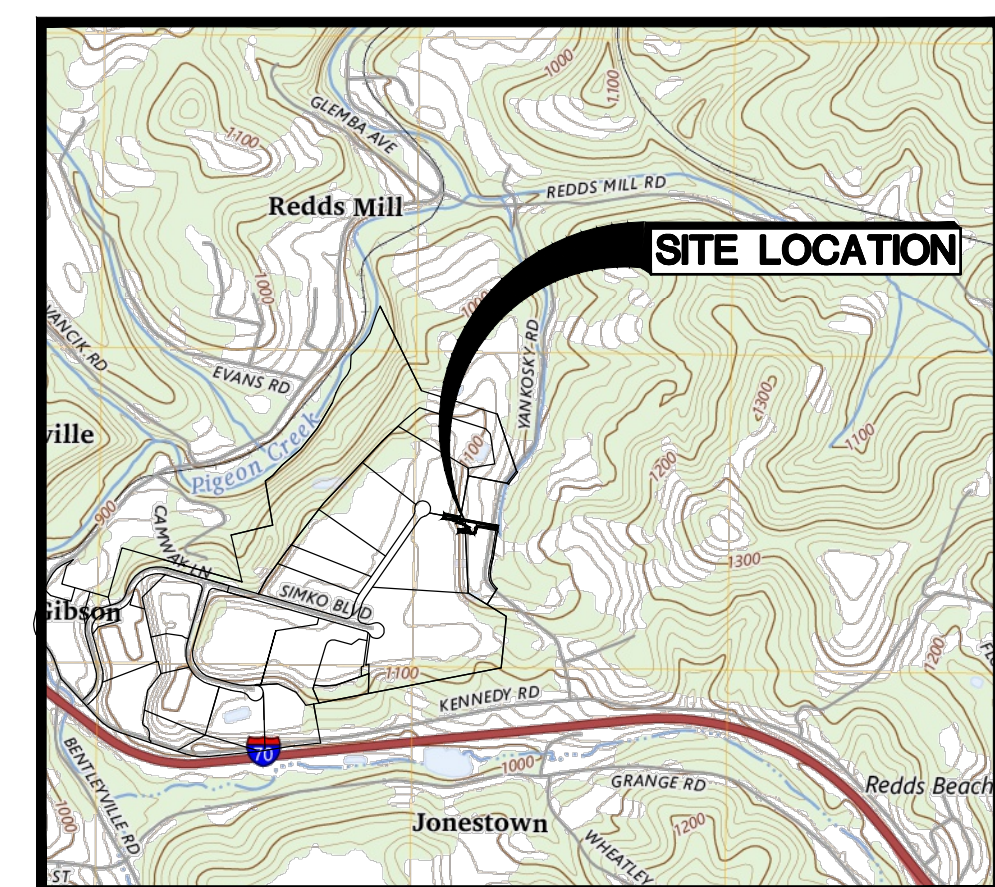 1000
1100
GLEMBA AVE
1100
REDDS MILL RD
Redds Mill
SITE LOCATION
1000
1000
VANCIK RD
EVANS RD
YANKOSKY RD
1300
ville
1100
1100
1200
Pigeon Creek
900
CAMWAY LN
1300
SIMKO BLVD
Gibson
1200
1100
KENNEDY RD
70
BENTLEYVILLE RD
1000
GRANGE RD
Redds Beach
1000
Jonestown
1200
WHEATLEY
ST